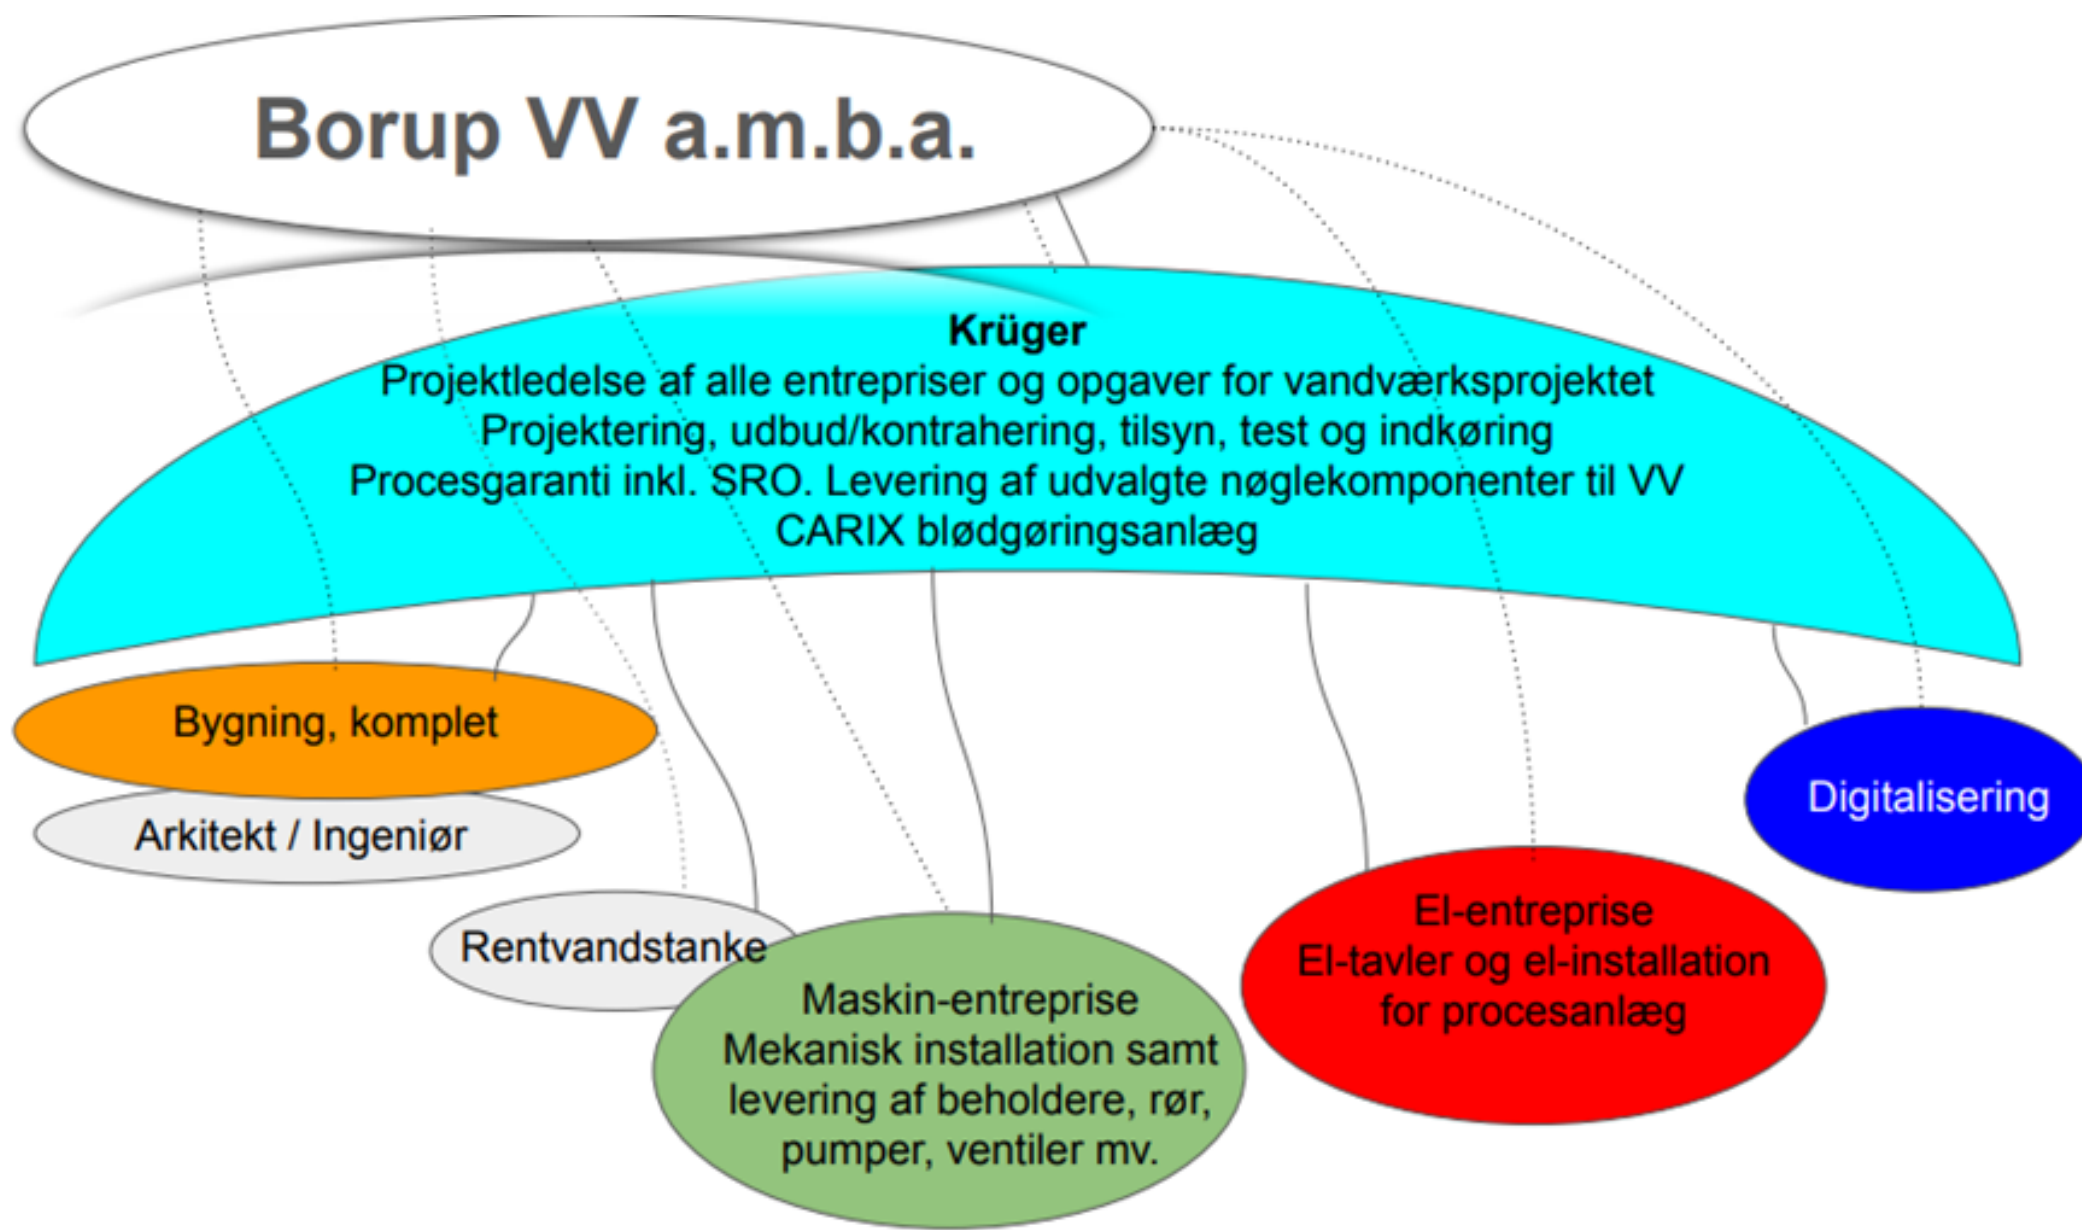 Borup VV a.m.b.a.
Krüger
Projektledelse af alle entrepriser og opgaver for vandværksprojektet
Projektering, udbud/kontrahering, tilsyn, test og indkøring
Procesgaranti inkl. SRO. Levering af udvalgte nøglekomponenter til VV
CARIX blødgøringsanlæg
Bygning, komplet
Arkitekt / Ingeniør
Rentvandstanke
Maskin-entreprise
Mekanisk installation samt
levering af beholdere, rør,
pumper, ventiler mv.
El-entreprise
El-tavler og el-installation
for procesanlæg
Digitalisering